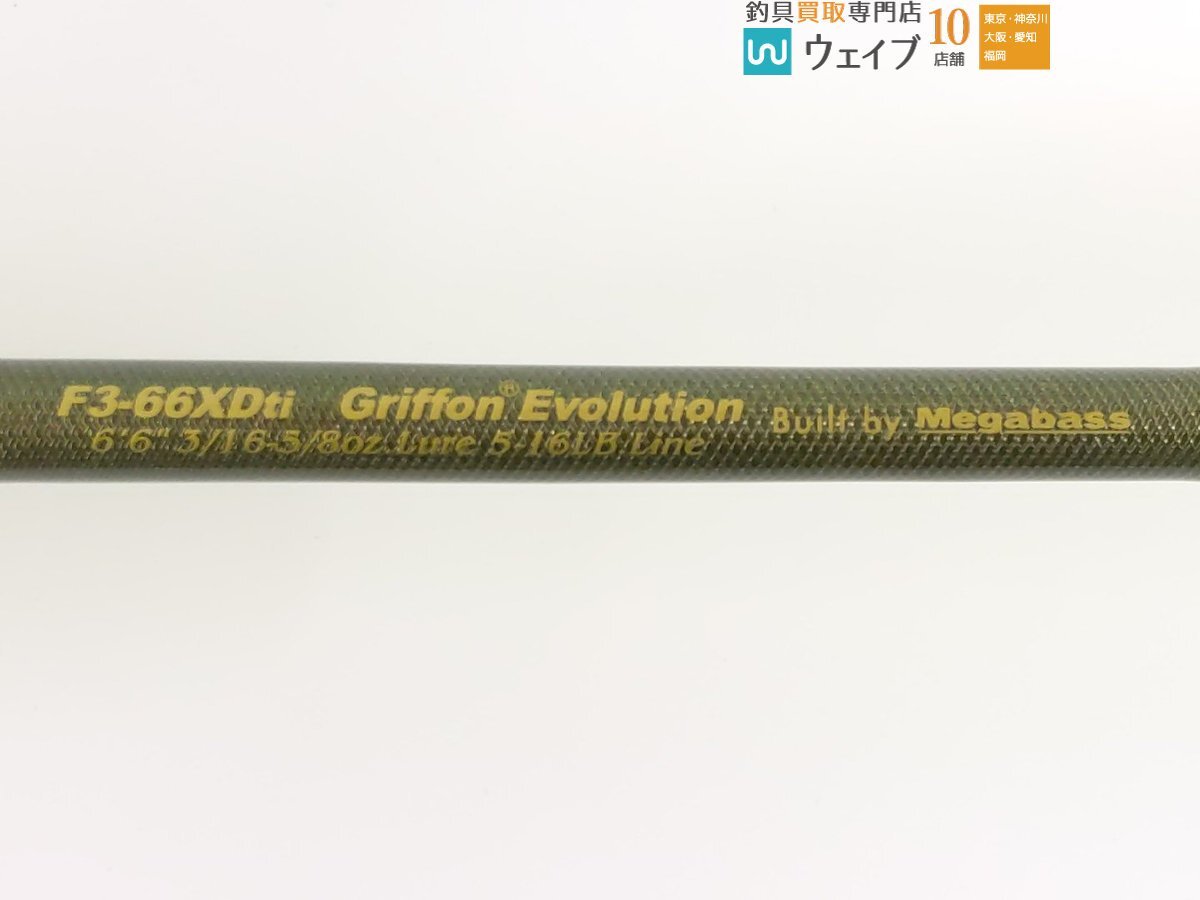 釣具買取専門店
ウェイブ
10店舗
東京・神奈川
大阪・愛知
福岡
F3-66XDti Griffon® Evolution Built by Megabass
6'6" 3/16-5/8oz.Lure 5-16LB.Line